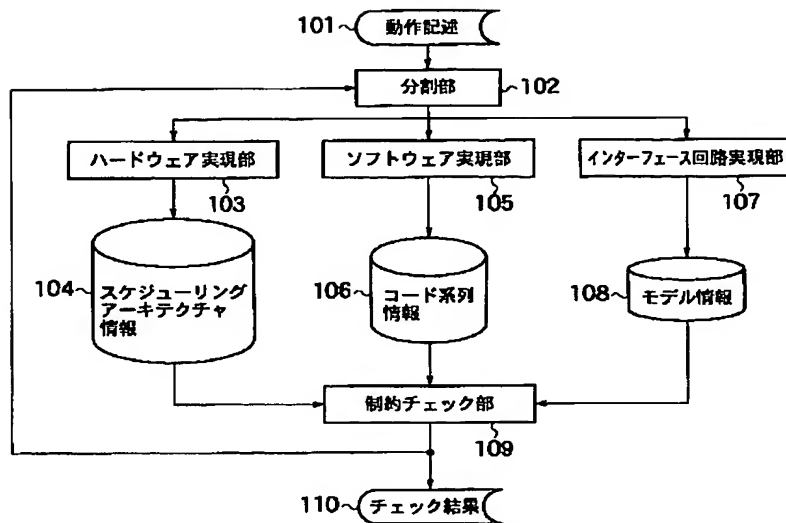 101
動作記述
分割部
102
ハードウェア実現部
103
ソフトウェア実現部
105
インターフェース回路実現部
107
104
スケジューリング
アーキテクチャ
情報
106
コード系列
情報
108
モデル情報
制約チェック部
109
110
チェック結果